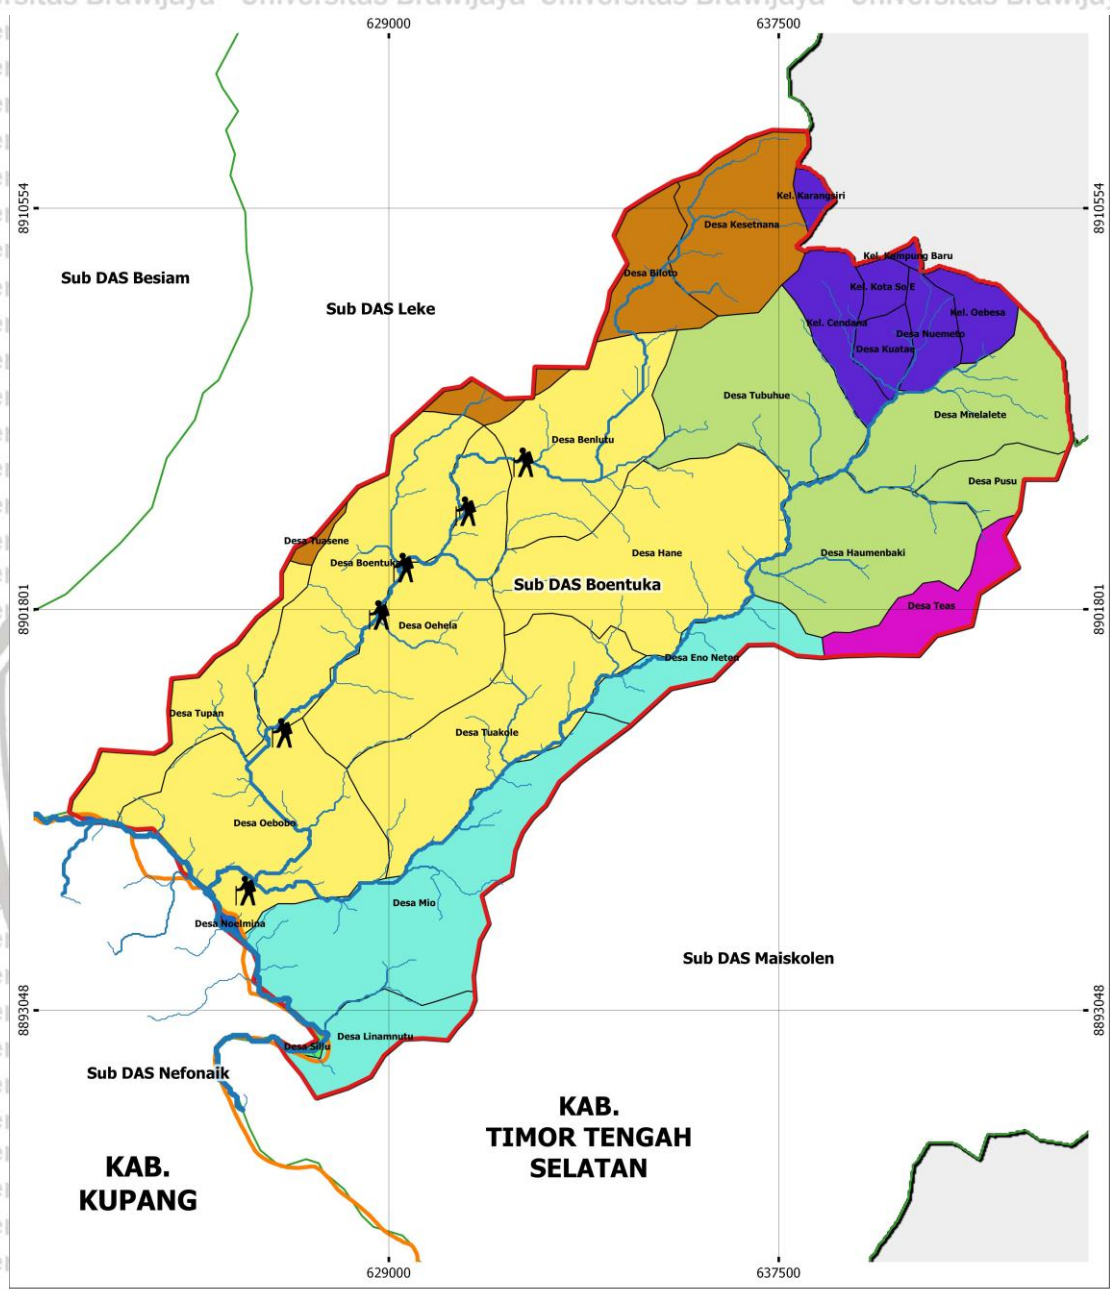 Universitas Brawijaya Universitas Brawijaya Universitas Brawijaya
629000
637500
8910554
8910554
Kel. Karangsiri
Desa Kesetnana
Kel. Kampung Baru
Sub DAS Besiam
Desa Biloto
Kel. Kota So E
Sub DAS Leke
Kel. Oebesa
Kel. Cendana
Desa Nuemeto
Desa Kuatae
Desa Tubuhue
Desa Mnelalete
Desa Benlutu
Desa Pusu
Desa Tuasene
Desa Hane
Desa Haumenbaki
Desa Boentuka
Sub DAS Boentuka
8901801
8901801
Desa Teas
Desa Oehela
Desa Eno Neten
Desa Tupan
Desa Tuakole
Desa Oebobo
Desa Mio
Desa Noelmina
Sub DAS Maiskolen
8893048
8893048
Desa Linamnutu
Sub DAS Nefonaik
KAB.
TIMOR TENGAH
SELATAN
KAB.
KUPANG
629000
637500